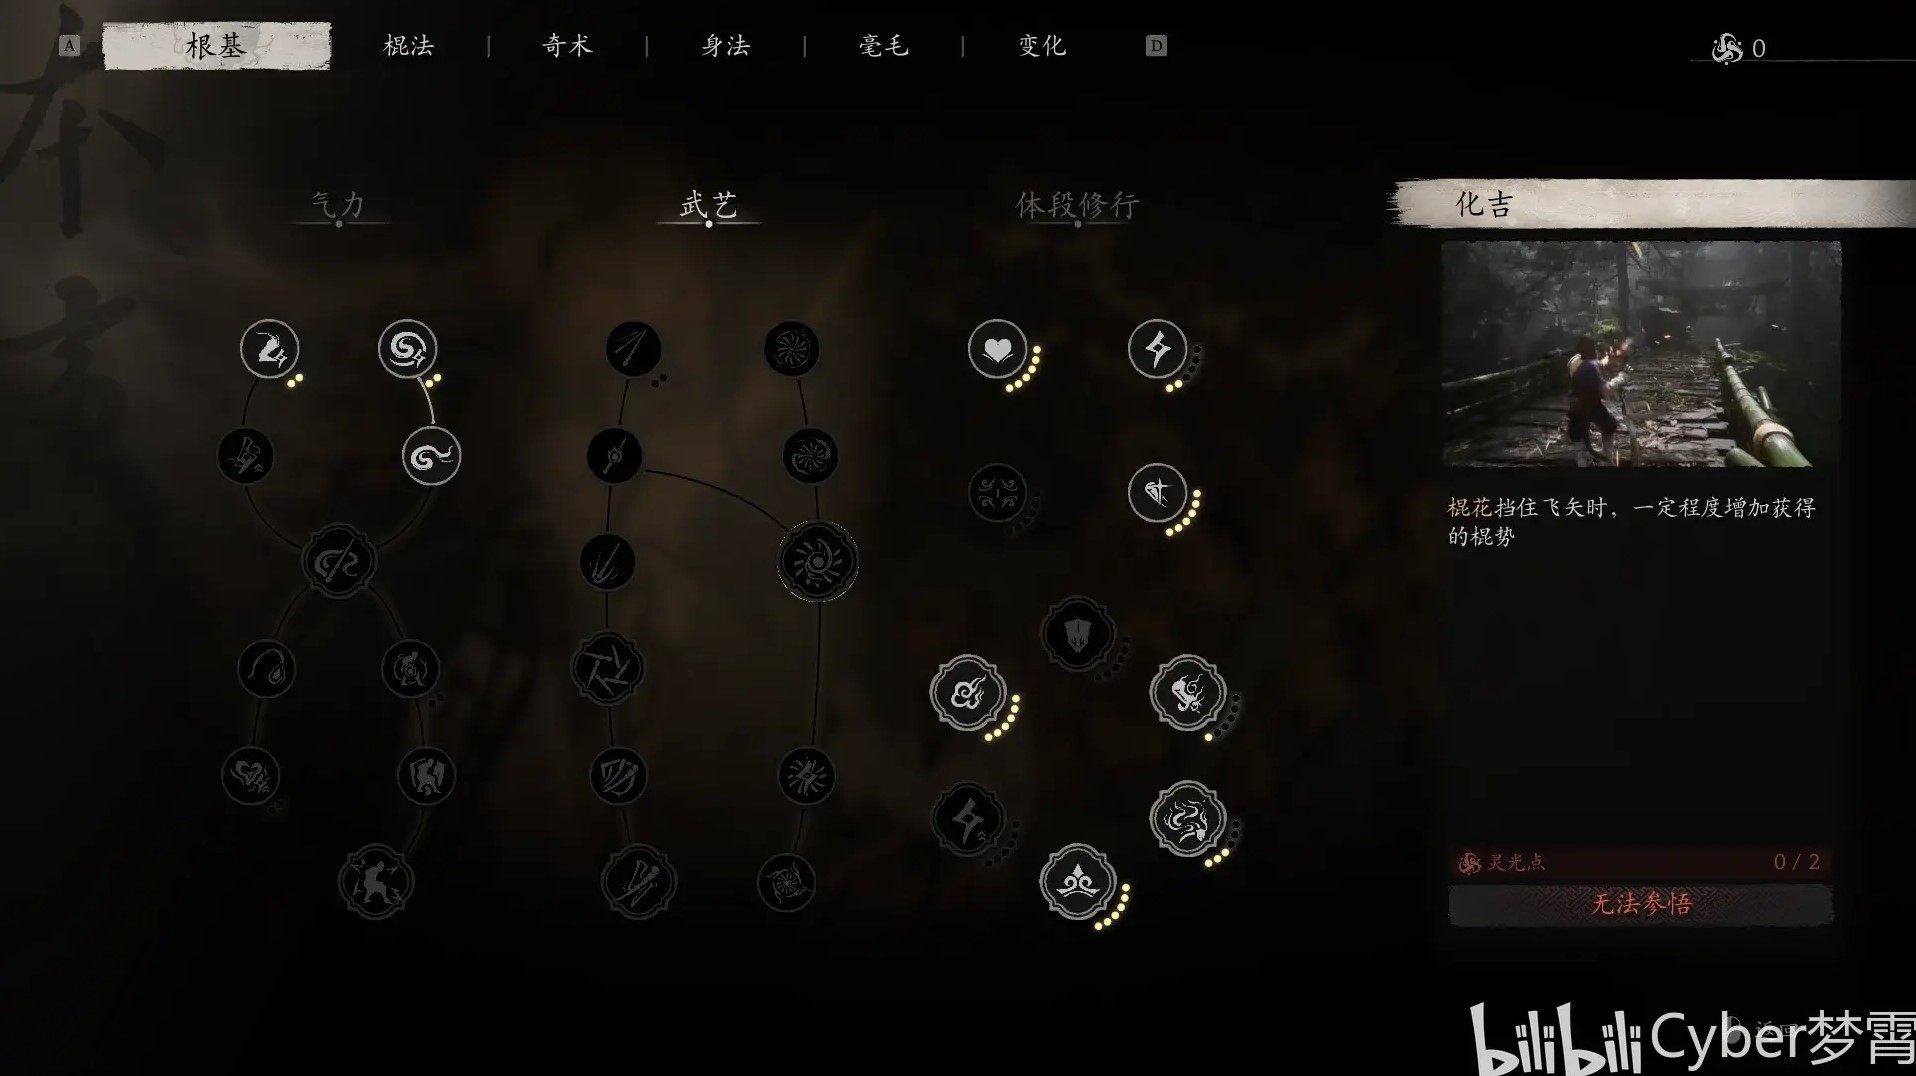 A 根基 棍法 | 奇术 | 身法 | 毫毛 | 变化 D
0
本
气力
武艺
体段修行
化吉
棍花挡住飞矢时，一定程度增加获得
的棍势
灵光点 0 / 2
无法参悟
返回
bilibili Cyber梦霄